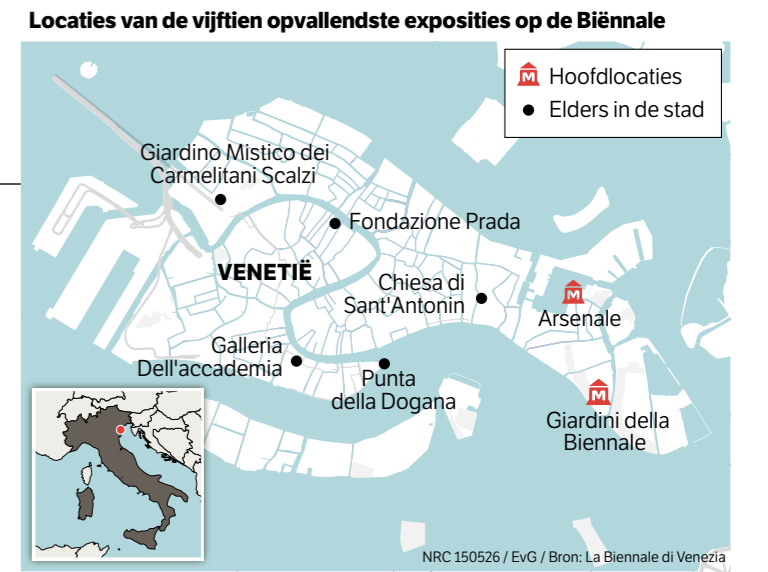 Locaties van de vijftien opvallendste exposities op de Biënnale
Hoofdlocaties
Elders in de stad
Giardino Mistico dei
Carmelitani Scalzi
Fondazione Prada
VENETIË
Chiesa di
Sant'Antonin
Arsenale
Galleria
Dell'accademia
Punta
della Dogana
Giardini della
Biennale
NRC 150526 / EvG / Bron: La Biennale di Venezia